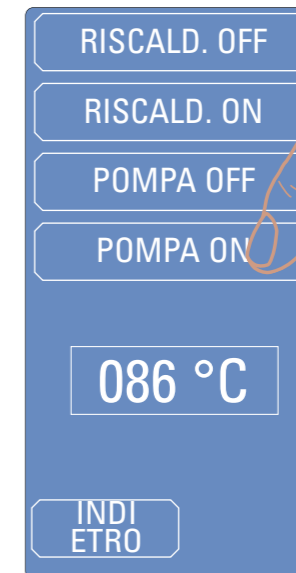 RISCALD. OFF
RISCALD. ON
POMPA OFF
POMPA ON
086 °C
INDI
ETRO